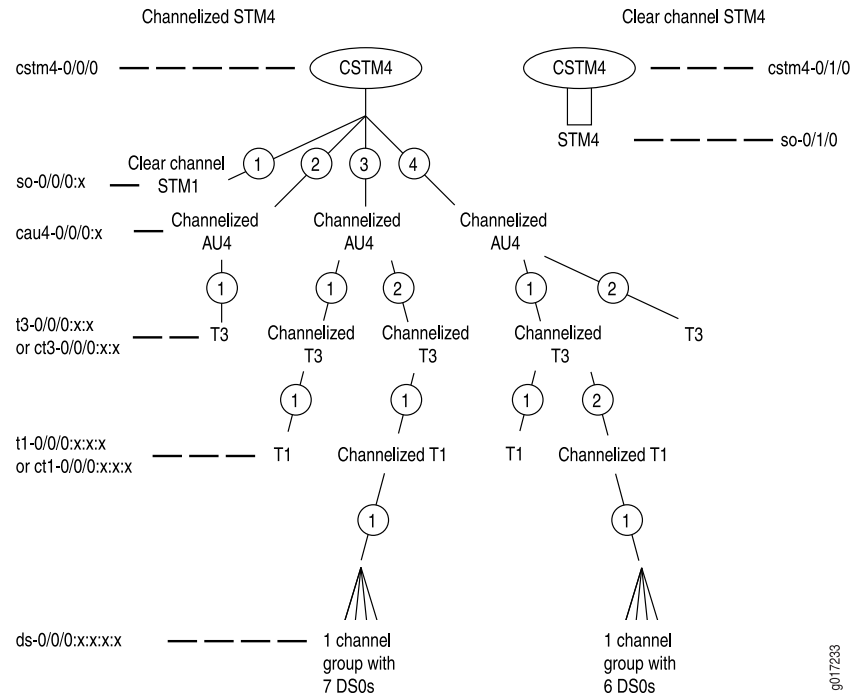 Channelized STM4
Clear channel STM4
cstm4-0/0/0
CSTM4
CSTM4
cstm4-0/1/0
STM4
so-0/1/0
1
2
3
4
so-0/0/0:x
Clear channel
STM1
cau4-0/0/0:x
Channelized
AU4
Channelized
AU4
Channelized
AU4
1
1
2
1
2
t3-0/0/0:x:x
or ct3-0/0/0:x:x
T3
Channelized
T3
Channelized
T3
Channelized
T3
T3
1
1
1
2
t1-0/0/0:x:x:x
or ct1-0/0/0:x:x:x
T1
Channelized T1
T1
Channelized T1
1
1
ds-0/0/0:x:x:x:x
1 channel
group with
7 DS0s
1 channel
group with
6 DS0s
g017233